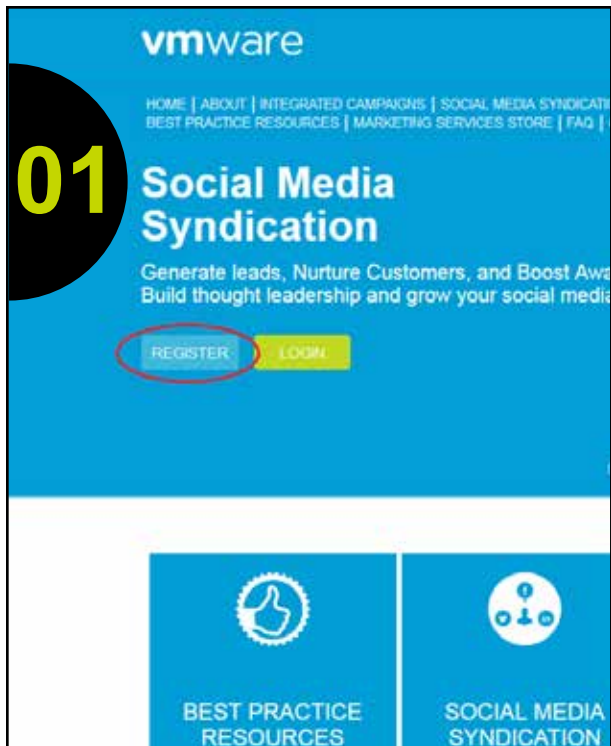 vmware
HOME | ABOUT | INTEGRATED CAMPAIGNS | SOCIAL MEDIA
BEST PRACTICE RESOURCES | MARKETING SERVICES STORE | FAQ |
01
Social Media
Syndication
Generate leads, Nurture Customers, and Boost
Build thought leadership and grow your social
REGISTER LOGIN
BEST PRACTICE
RESOURCES
SOCIAL MEDIA
SYNDICATION